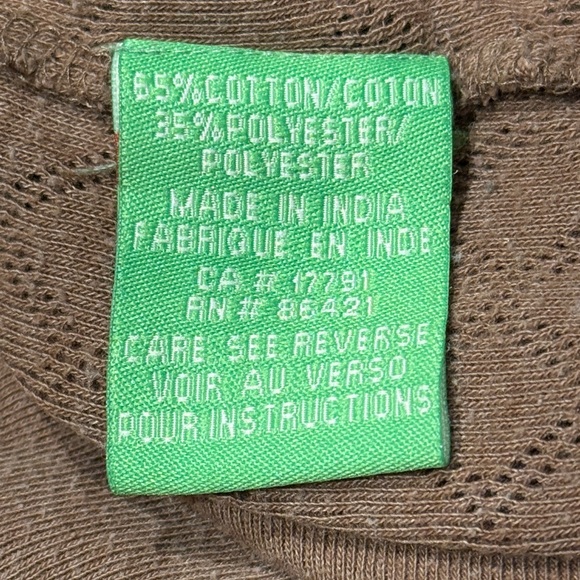 65% COTTON/COTON
35% POLYESTER/
POLYESTER
MADE IN INDIA
FABRIQUE EN INDE
CA # 17791
RN # 86421
CARE SEE REVERSE
VOIR AU VERSO
POUR INSTRUCTIONS